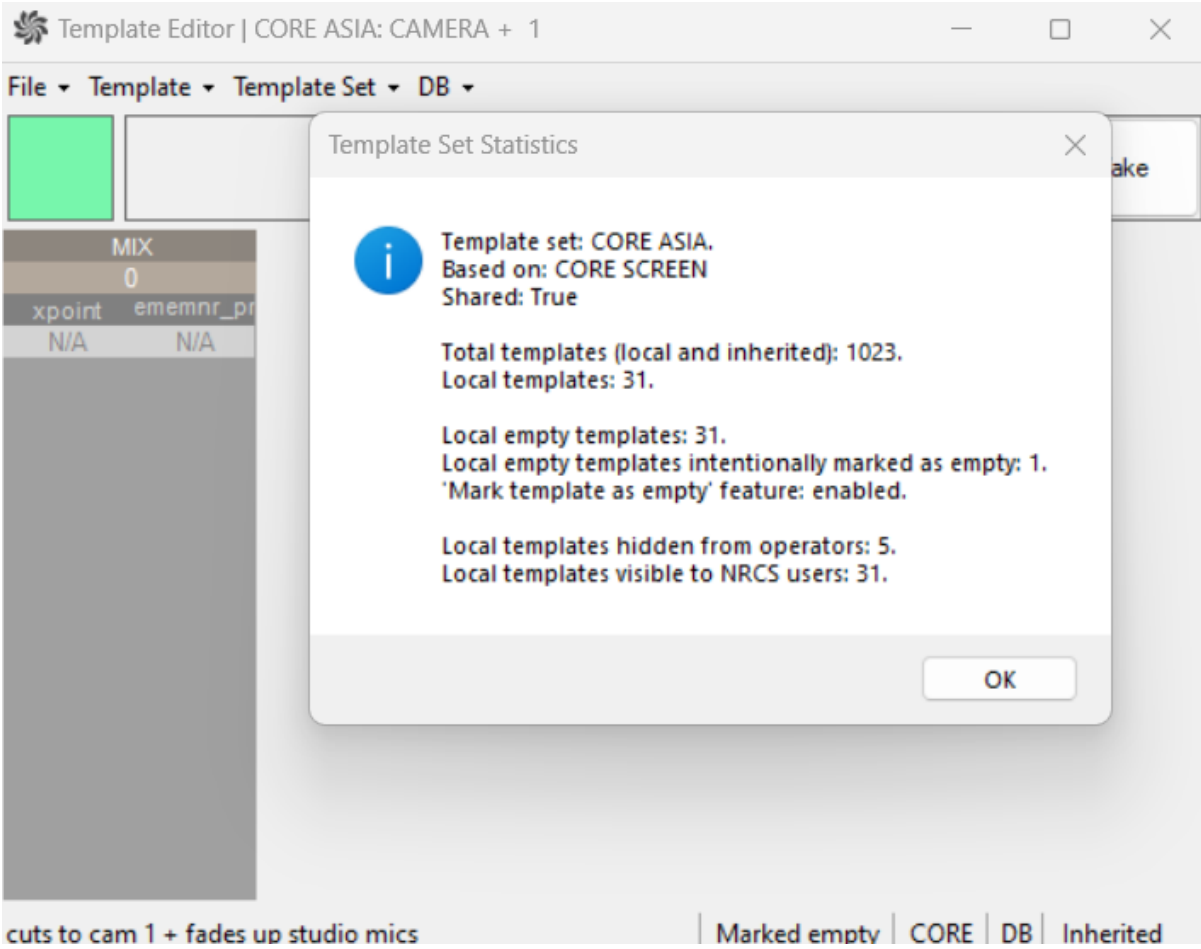 Template Editor | CORE ASIA: CAMERA + 1
File Template Template Set DB
Template Set Statistics
MIX
0
xpoint
N/A
N/A
Template set: CORE ASIA.
Based on: CORE SCREEN
Shared: True
Total templates (local and inherited): 1023.
Local templates: 31.
Local empty templates: 31.
Local empty templates intentionally marked as empty: 1.
'Mark template as empty' feature: enabled.
Local templates hidden from operators: 5.
Local templates visible to NRCS users: 31.
OK
cuts to cam 1 + fades up studio mics
Marked empty
CORE
DB
Inherited